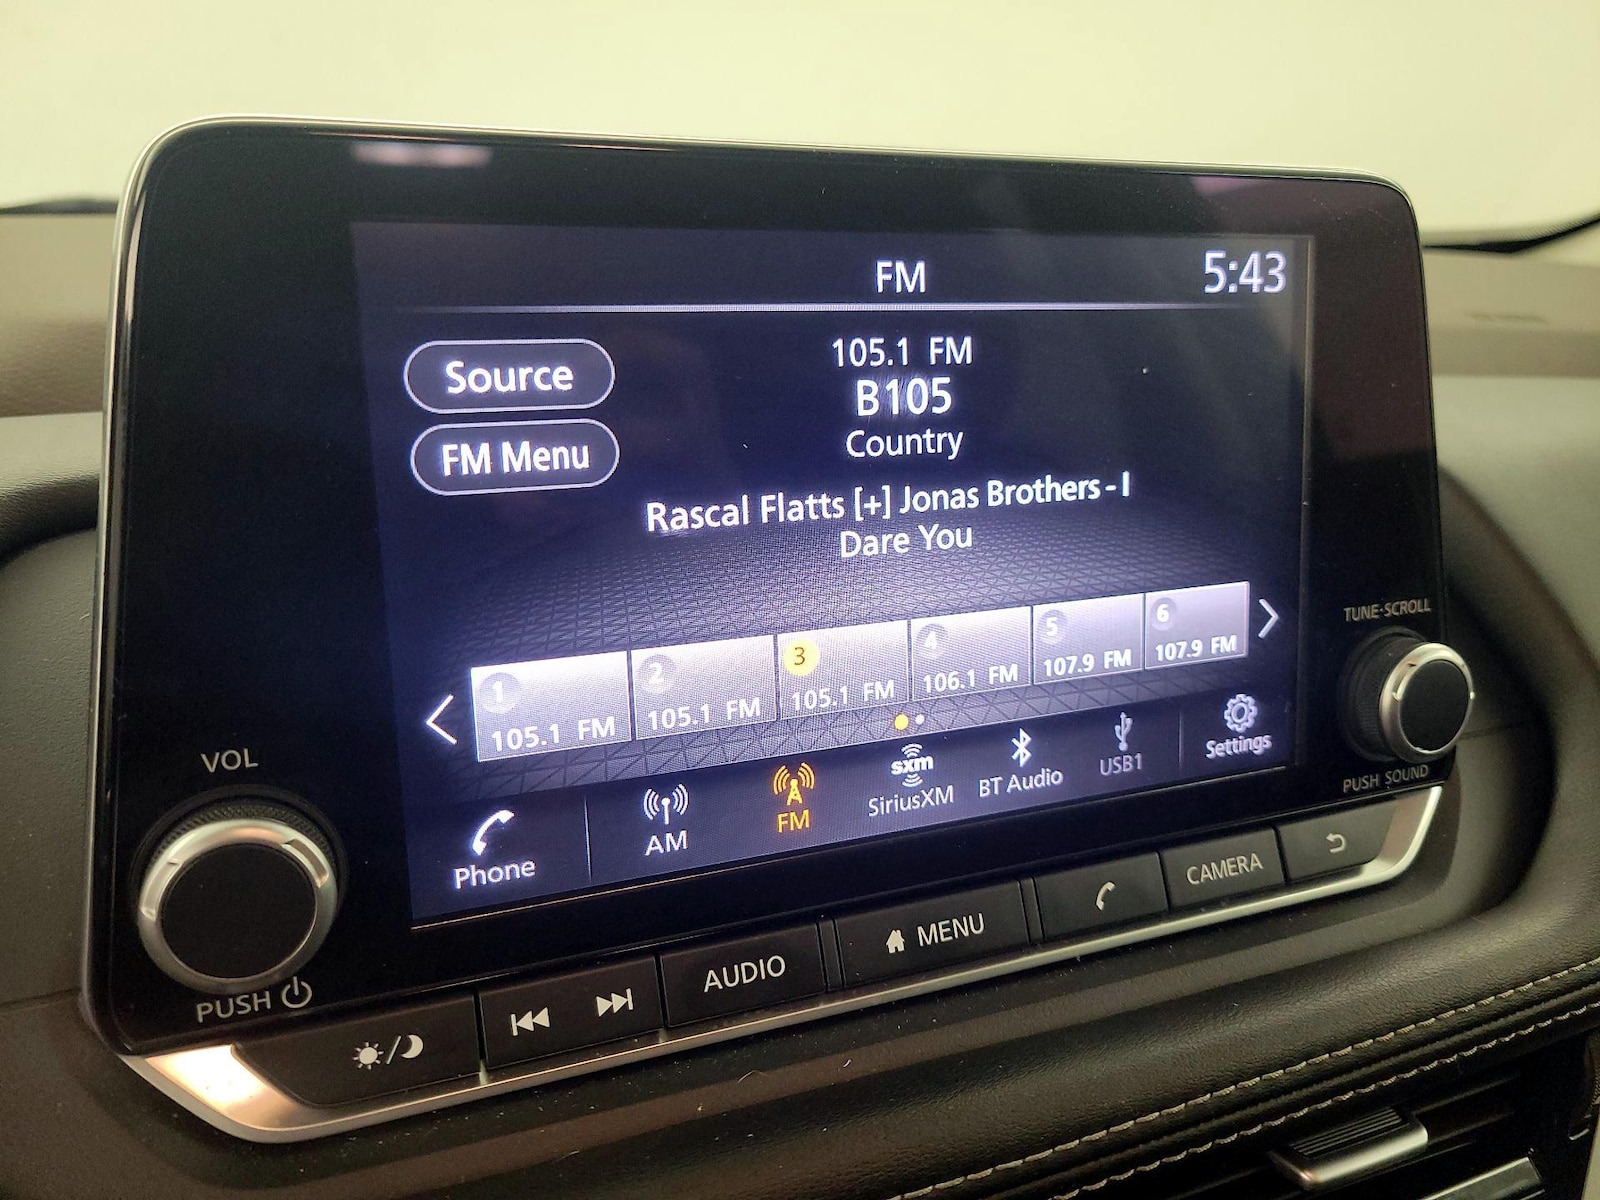 FM
5:43
Source
FM Menu
105.1 FM
B105
Country
Rascal Flatts [+] Jonas Brothers - I
Dare You
1
105.1 FM
2
105.1 FM
3
105.1 FM
4
106.1 FM
5
107.9 FM
6
107.9 FM
Phone
AM
FM
sxm
SiriusXM
BT Audio
USB1
Settings
VOL
PUSH
TUNE·SCROLL
PUSH SOUND
AUDIO
MENU
CAMERA